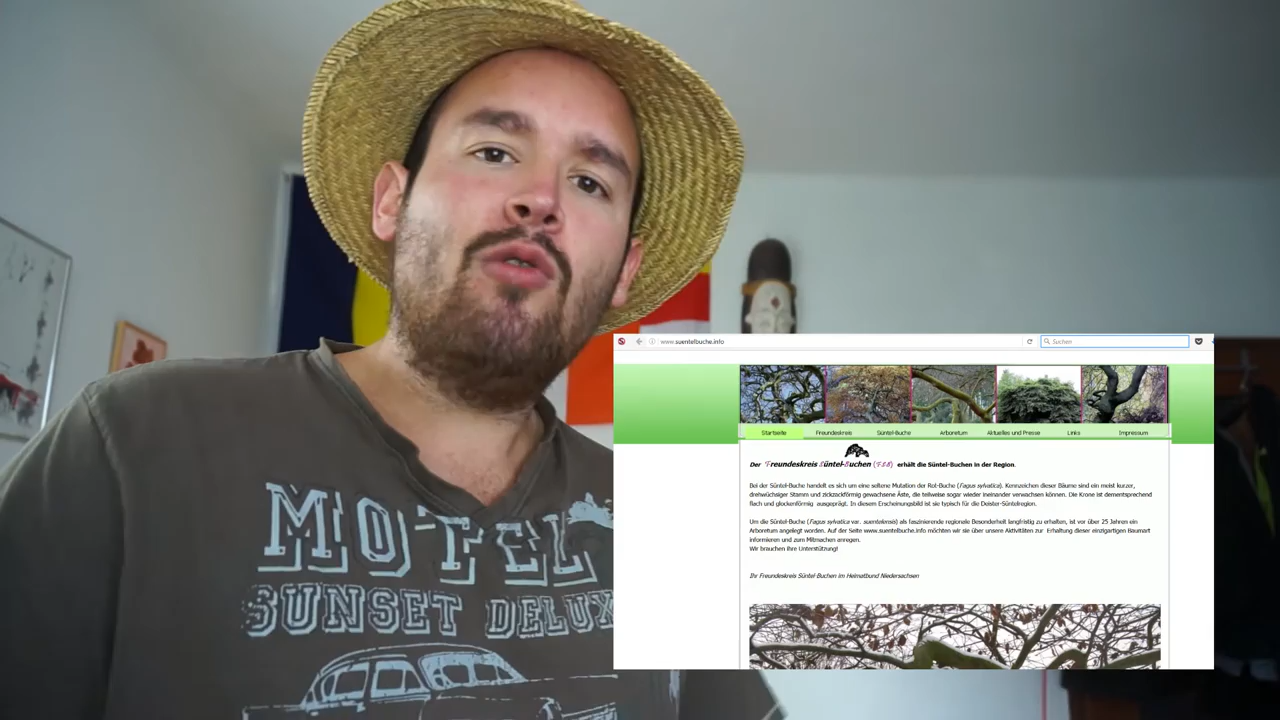 MOTEL
SUNSET DELUX
www.suentelbuche.info
Suchen
Startseite Freundeskreis Süntel-Buche Arboretum Aktuelles und Presse Links Impressum
Der Freundeskreis Süntel-Buchen (FSB) erhält die Süntel-Buchen in der Region.
Bei der Süntel-Buche handelt es sich um eine seltene Mutation der Rot-Buche (Fagus sylvatica). Kennzeichen dieser Bäume sind ein meist kurzer,
drehwüchsiger Stamm und zickzackförmig gewachsene Äste, die teilweise sogar wieder ineinander verwachsen können. Die Krone ist dementsprechend
flach und glockenförmig ausgeprägt. In diesem Erscheinungsbild ist sie typisch für die Deister-Süntelregion.
Um die Süntel-Buche (Fagus sylvatica var. suentelensis) als faszinierende regionale Besonderheit langfristig zu erhalten, ist vor über 25 Jahren ein
Arboretum angelegt worden. Auf der Seite www.suentelbuche.info möchten wir sie über unsere Aktivitäten zur Erhaltung dieser einzigartigen Baumart
informieren und zum Mitmachen anregen.
Wir brauchen Ihre Unterstützung!
Ihr Freundeskreis Süntel-Buchen im Heimatbund Niedersachsen